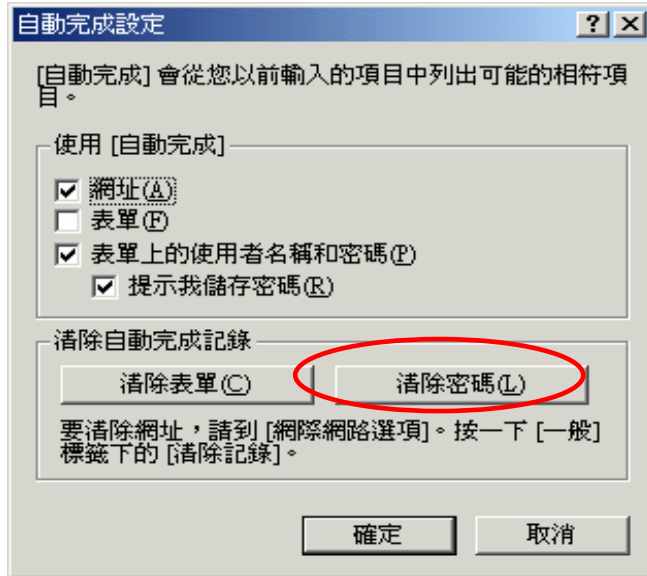 自動完成設定
[自動完成] 會從您以前輸入的項目中列出可能的相符項
目。
使用 [自動完成]
網址(A)
表單(F)
表單上的使用者名稱和密碼(P)
提示我儲存密碼(R)
清除自動完成記錄
清除表單(C) 清除密碼(L)
要清除網址，請到 [網際網路選項]。按一下 [一般]
標籤下的 [清除記錄]。
確定 取消